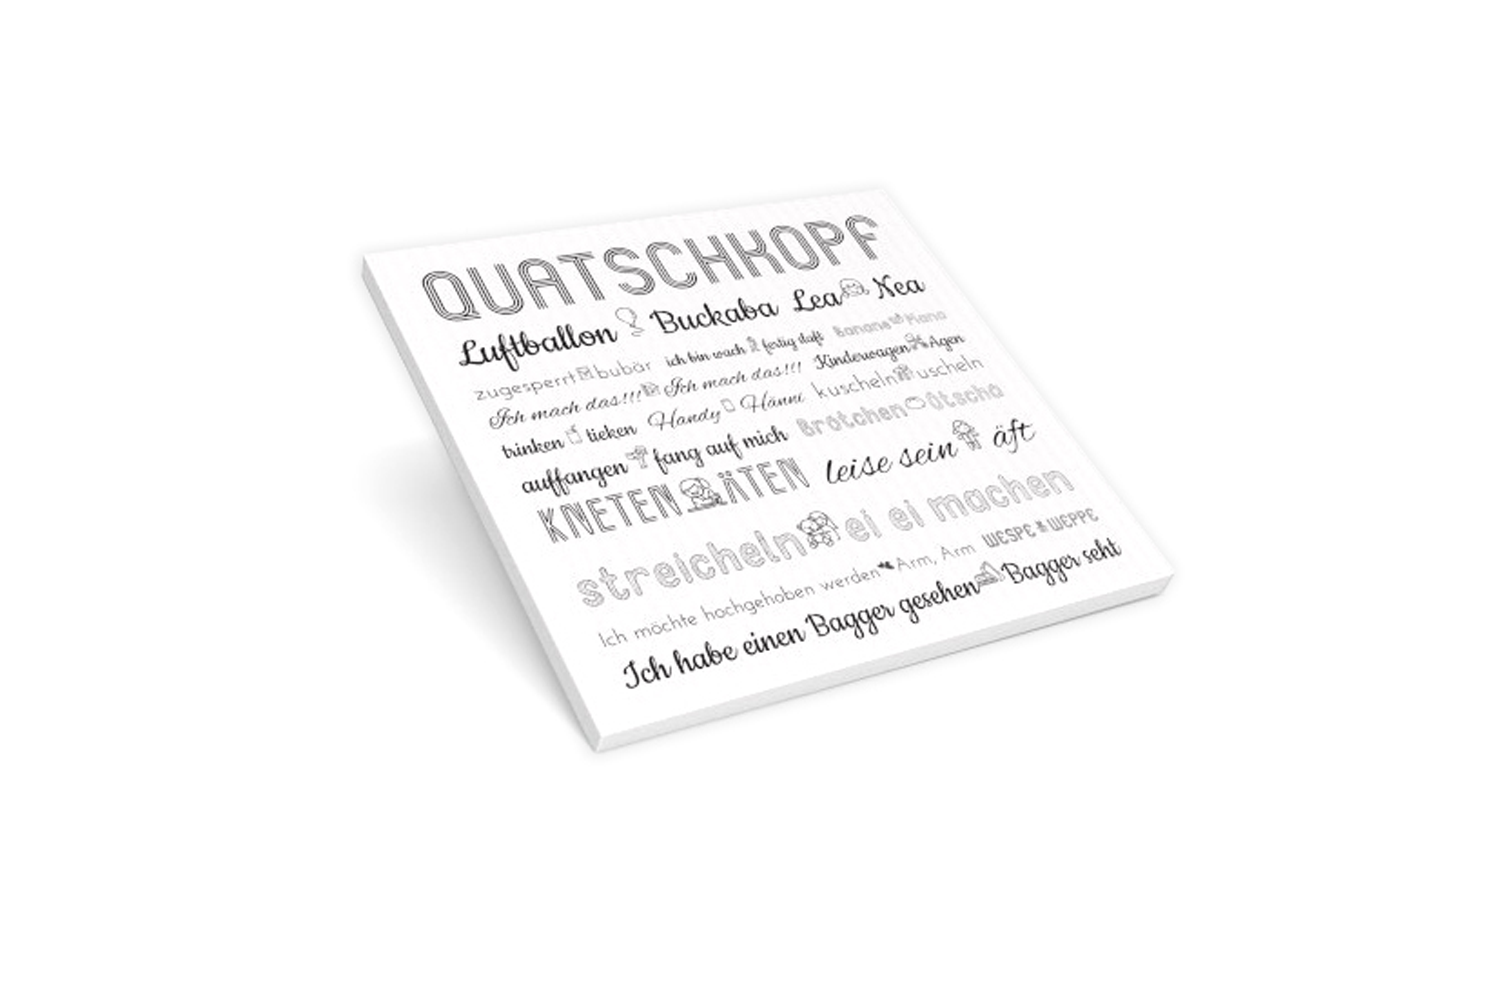 QUATSCHKOPF
Luftballon Buckaba Lea Nea
zugesperrt bubär ich bin wach fertig daft Banane Mana
Ich mach das!!! Ich mach das!!! Kinderwagen Agen
trinken tieken Handy Hänni kuscheln uscheln
auffangen fang auf mich Brötchen Ötscha
KNETEN ÄTEN leise sein äft
streicheln ei ei machen
Ich möchte hochgehoben werden Arm, Arm WESPE WEPPE
Ich habe einen Bagger gesehen Bagger seht